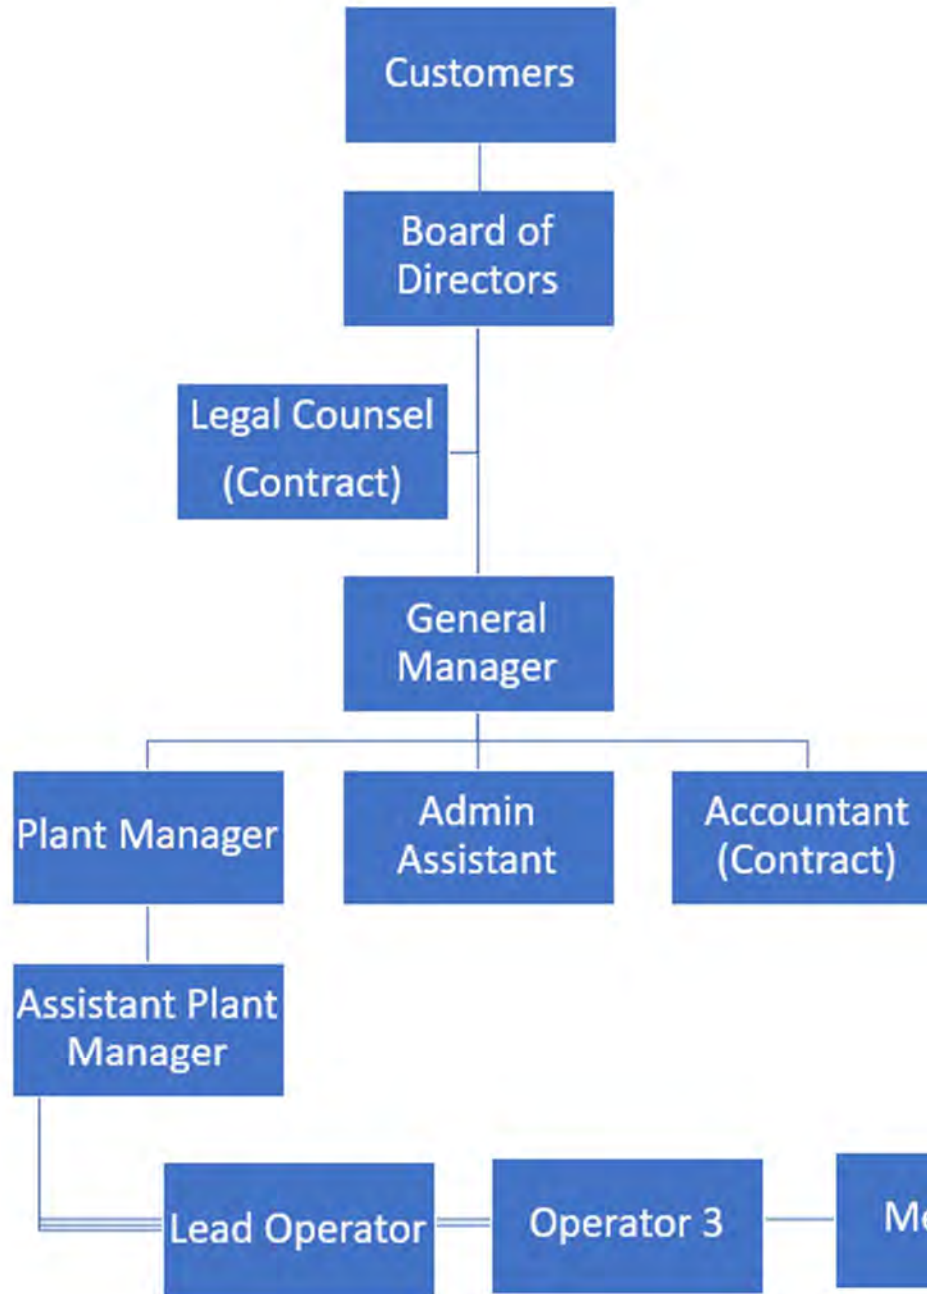 Customers
Board of
Directors
Legal Counsel
(Contract)
General
Manager
Plant Manager
Admin
Assistant
Accountant
(Contract)
Assistant Plant
Manager
Lead Operator
Operator 3